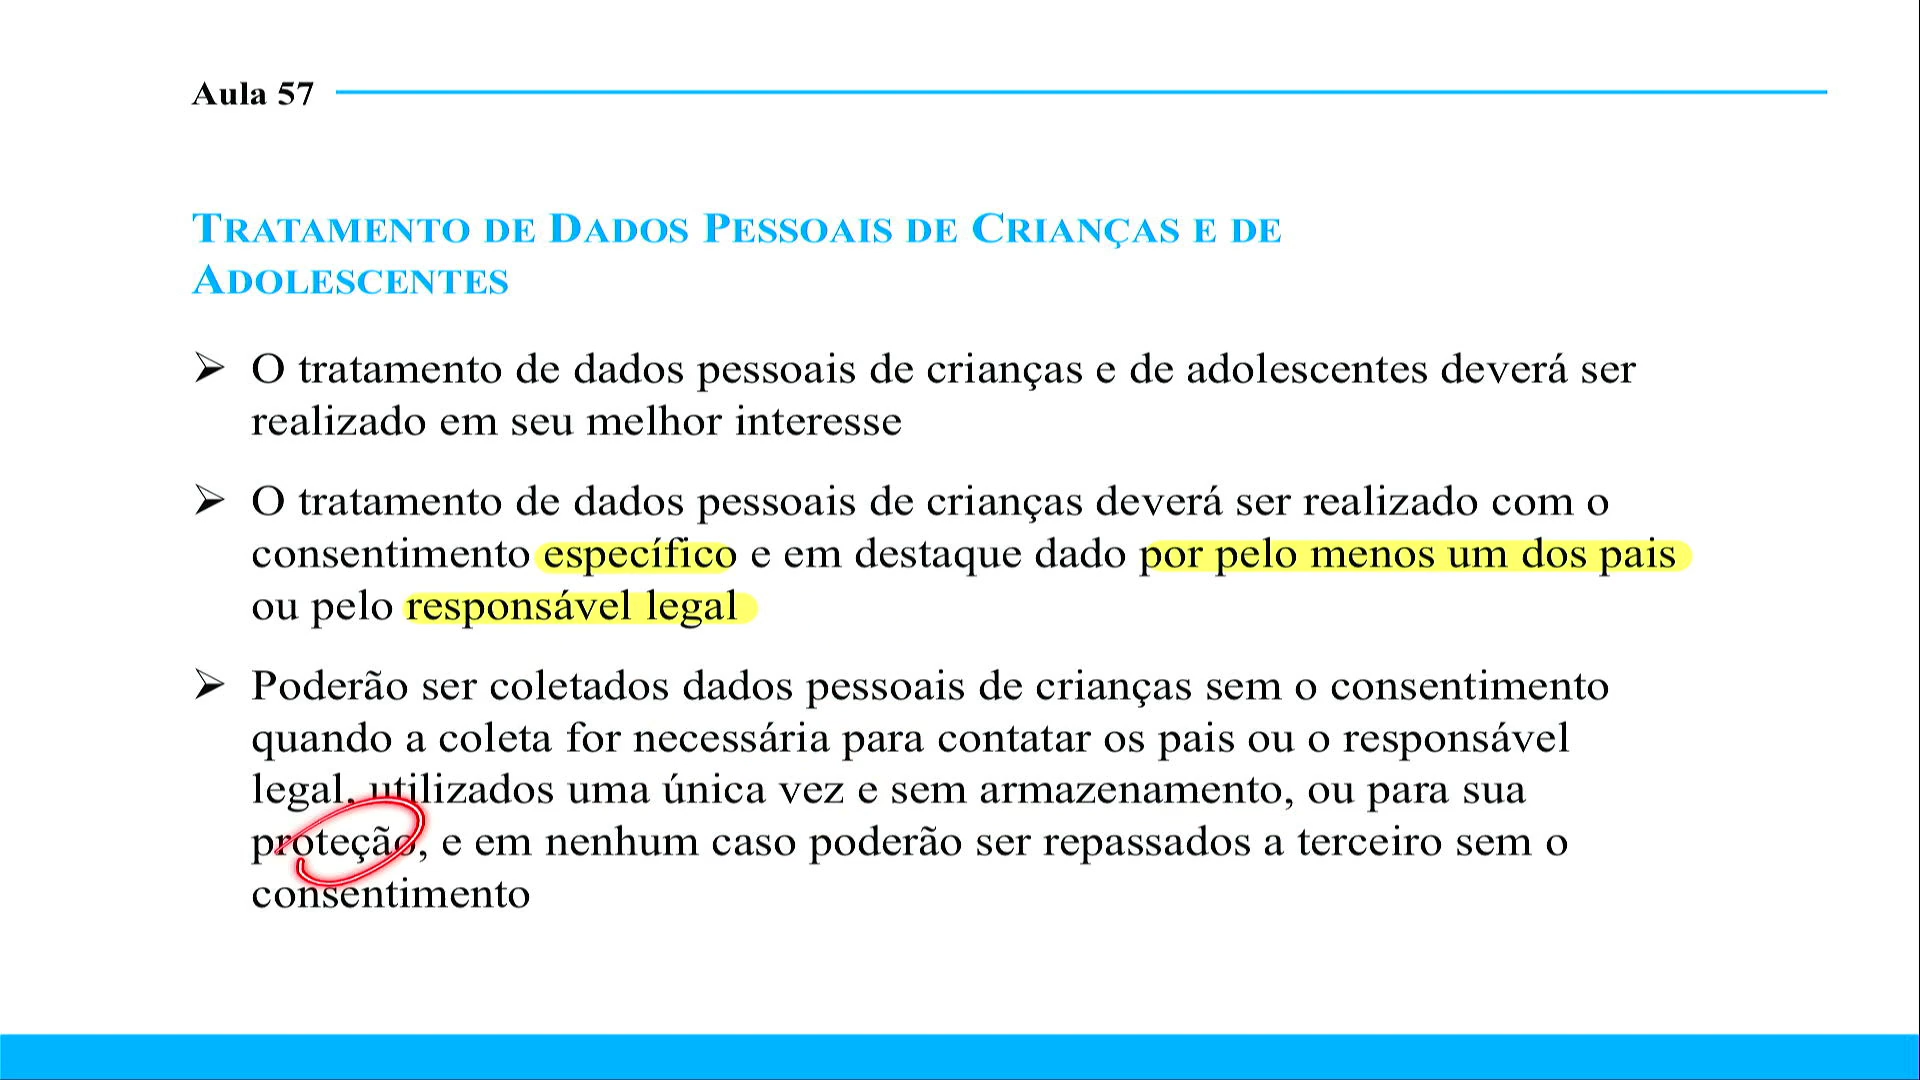 Aula 57
TRATAMENTO DE DADOS PESSOAIS DE CRIANÇAS E DE
ADOLESCENTES
➢ O tratamento de dados pessoais de crianças e de adolescentes deverá ser
realizado em seu melhor interesse
➢ O tratamento de dados pessoais de crianças deverá ser realizado com o
consentimento específico e em destaque dado por pelo menos um dos pais
ou pelo responsável legal
➢ Poderão ser coletados dados pessoais de crianças sem o consentimento
quando a coleta for necessária para contatar os pais ou o responsável
legal, utilizados uma única vez e sem armazenamento, ou para sua
proteção, e em nenhum caso poderão ser repassados a terceiro sem o
consentimento